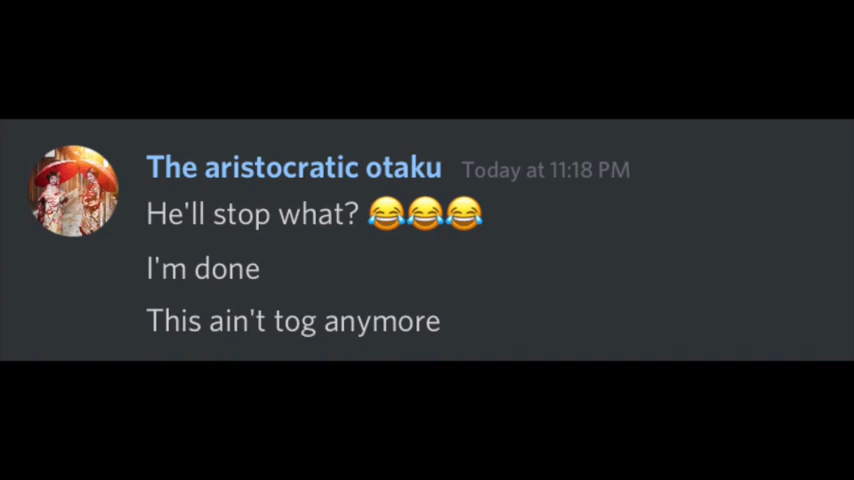 The aristocratic otaku Today at 11:18 PM
He'll stop what? 😂😂😂
I'm done
This ain't tog anymore